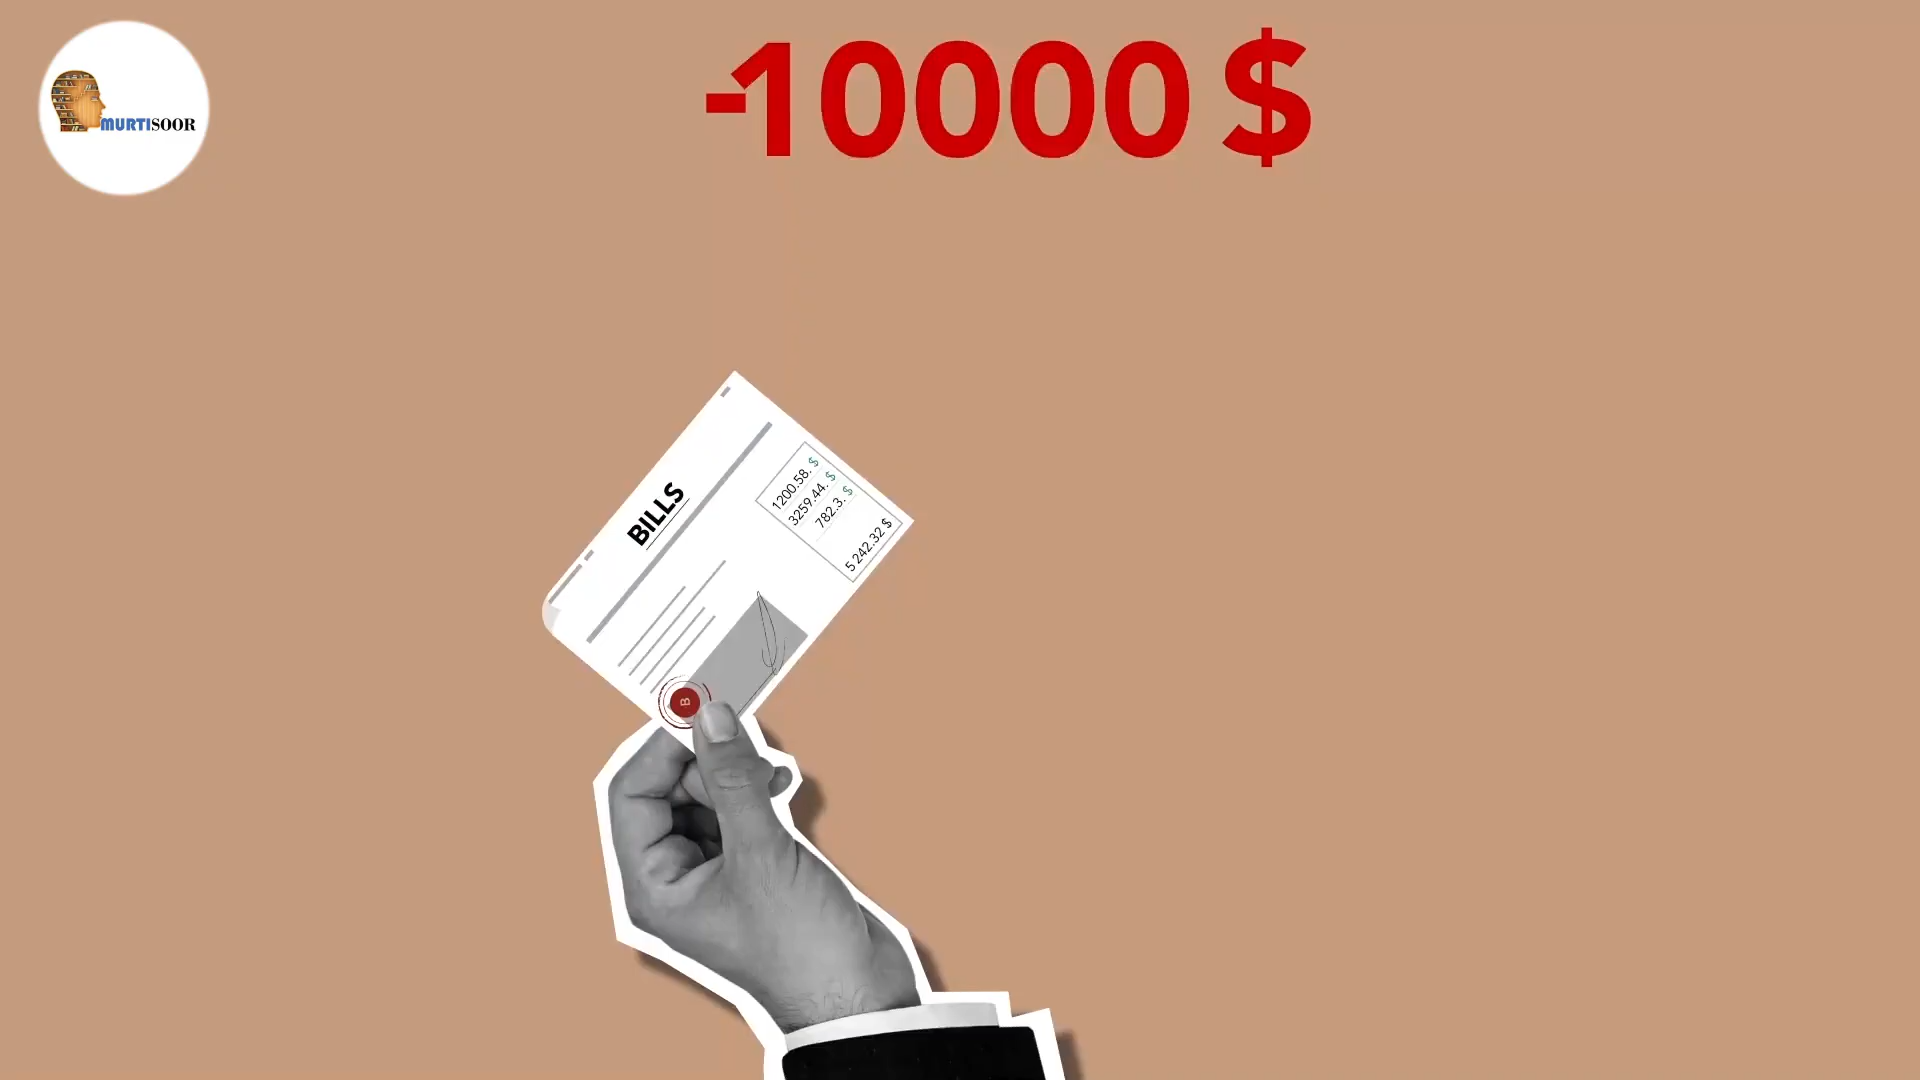 MURTISOOR
-10000 $
BILLS
1200.58. $
3259.44. $
782.3. $
5 242.32 $
B